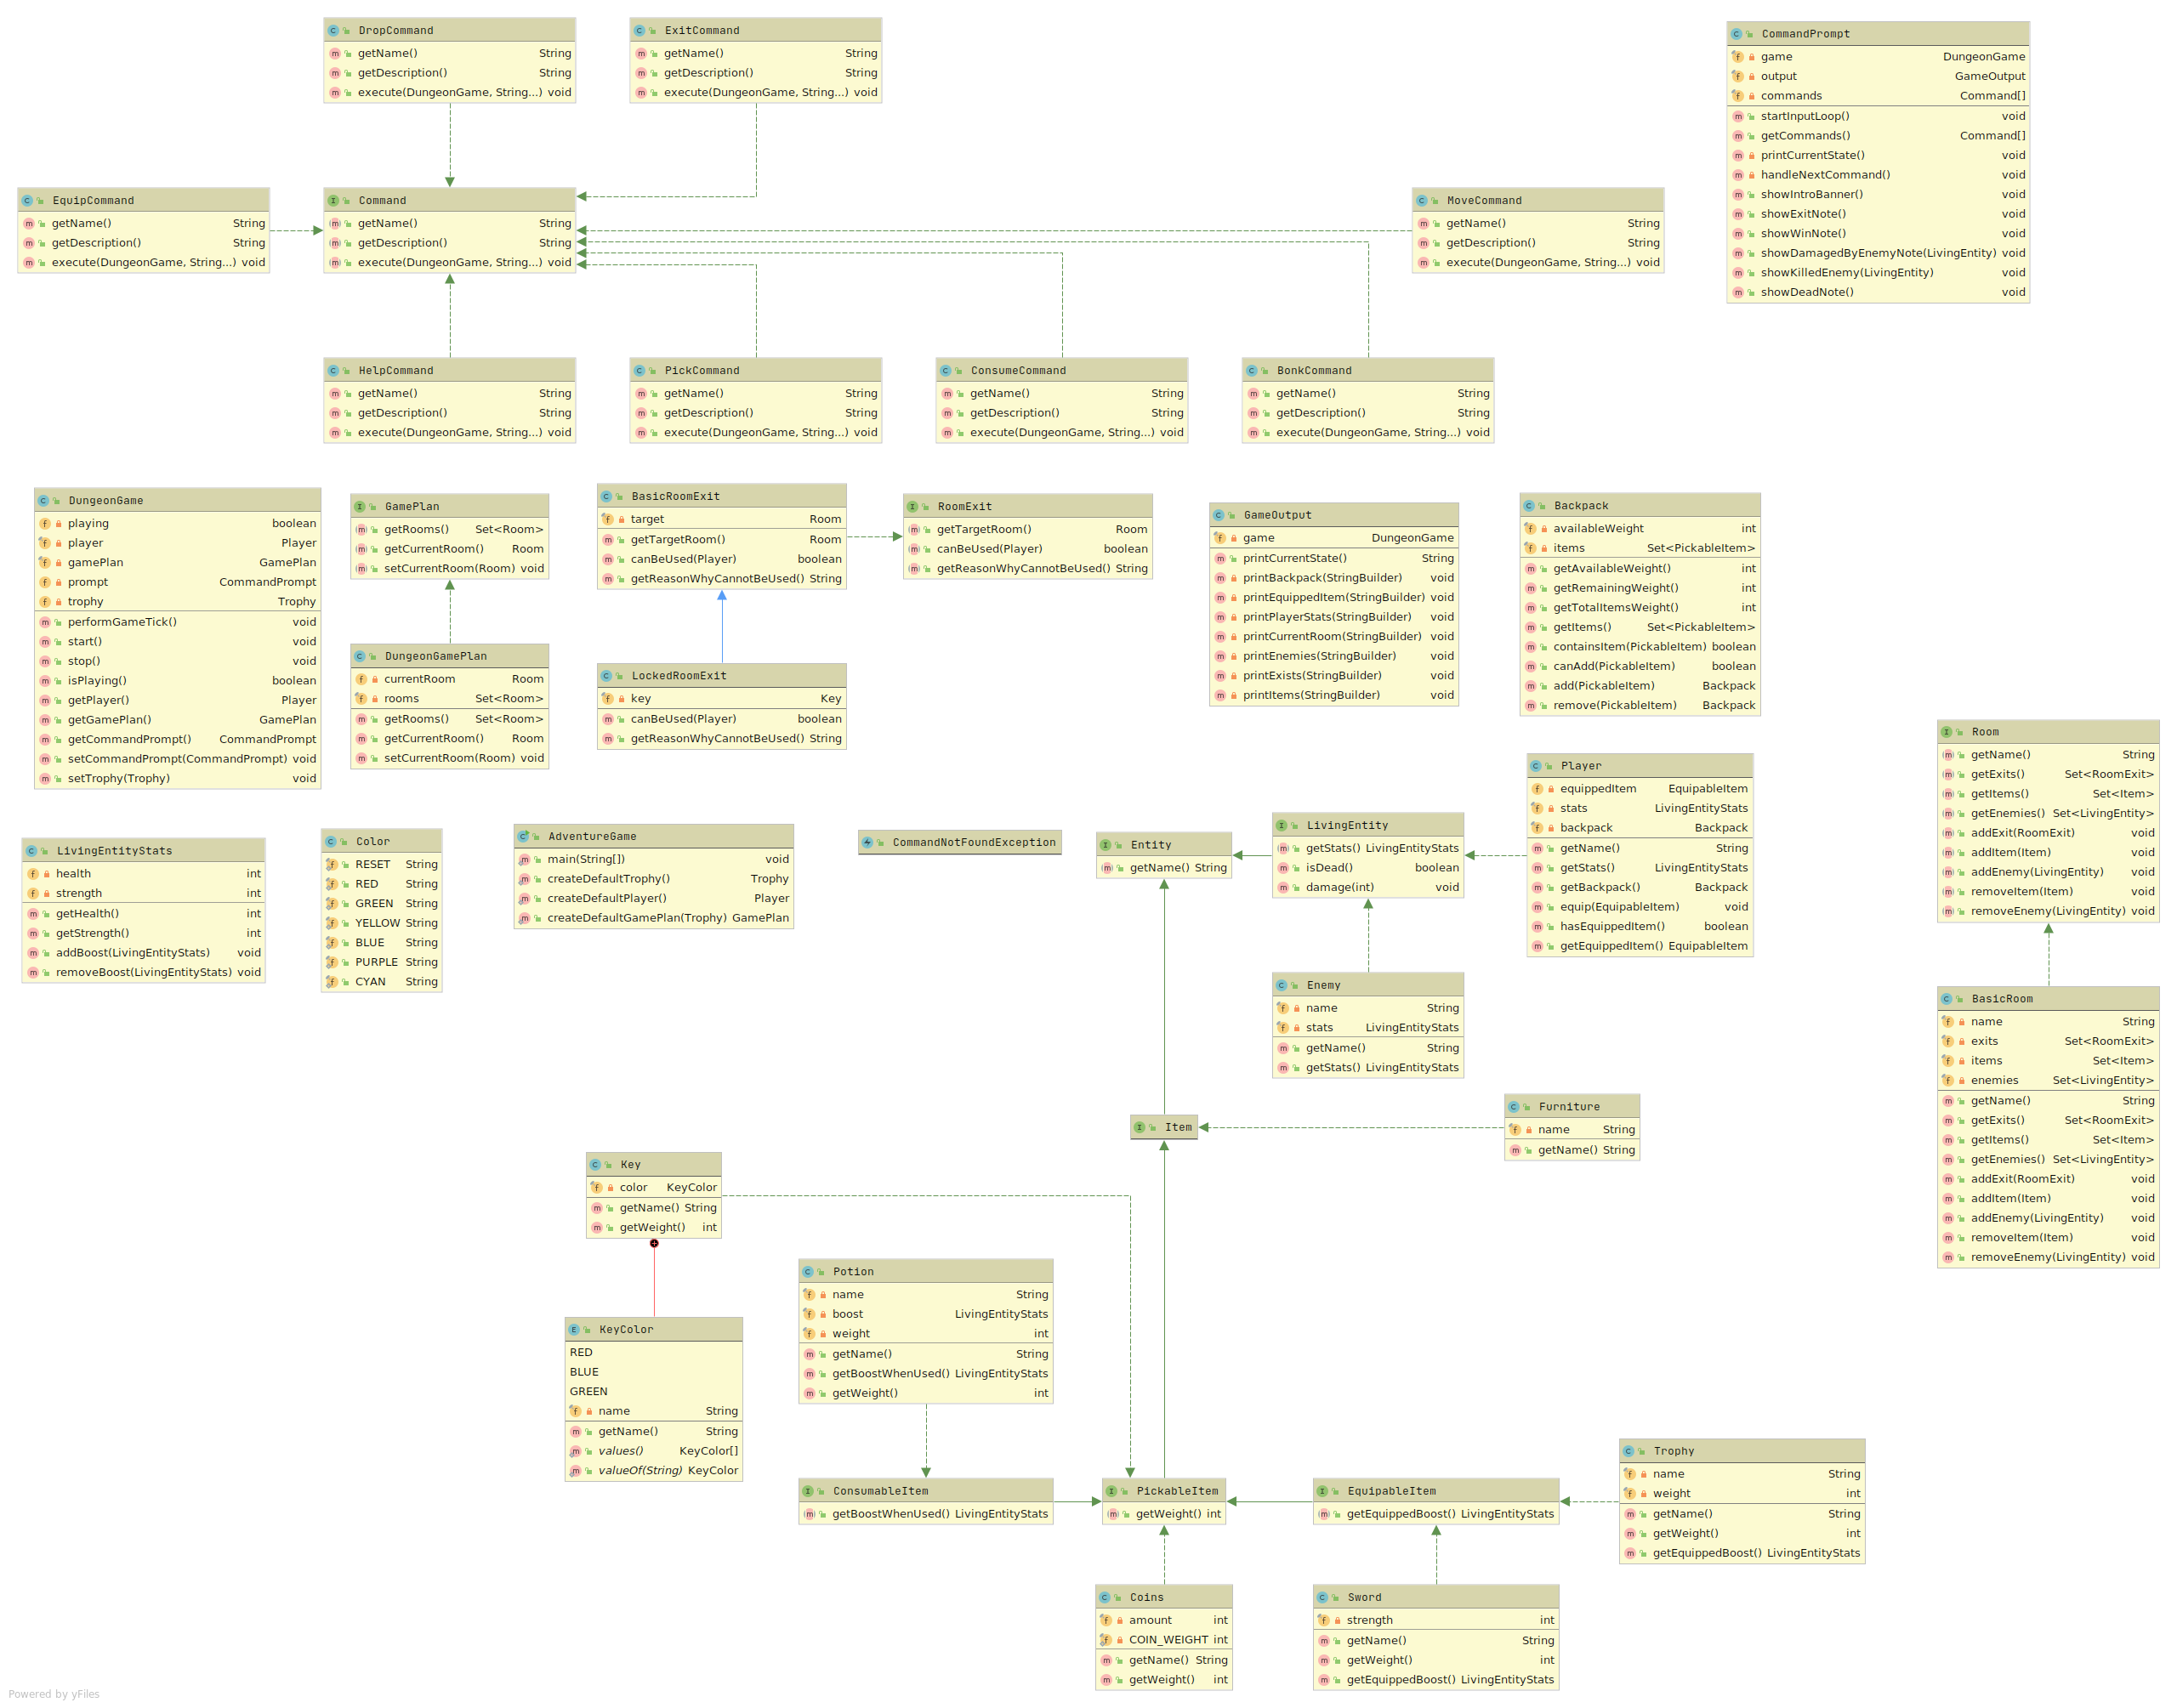 DropCommand
getName() String
getDescription() String
execute(DungeonGame, String...) void
ExitCommand
getName() String
getDescription() String
execute(DungeonGame, String...) void
CommandPrompt
game DungeonGame
output GameOutput
commands Command[]
startInputLoop() void
getCommands() Command[]
printCurrentState() void
handleNextCommand() void
showIntroBanner() void
showExitNote() void
showWinNote() void
showDamagedByEnemyNote(LivingEntity) void
showKilledEnemy(LivingEntity) void
showDeadNote() void
EquipCommand
getName() String
getDescription() String
execute(DungeonGame, String...) void
Command
getName() String
getDescription() String
execute(DungeonGame, String...) void
MoveCommand
getName() String
getDescription() String
execute(DungeonGame, String...) void
HelpCommand
getName() String
getDescription() String
execute(DungeonGame, String...) void
PickCommand
getName() String
getDescription() String
execute(DungeonGame, String...) void
ConsumeCommand
getName() String
getDescription() String
execute(DungeonGame, String...) void
BonkCommand
getName() String
getDescription() String
execute(DungeonGame, String...) void
DungeonGame
playing boolean
player Player
gamePlan GamePlan
prompt CommandPrompt
trophy Trophy
performGameTick() void
start() void
stop() void
isPlaying() boolean
getPlayer() Player
getGamePlan() GamePlan
getCommandPrompt() CommandPrompt
setCommandPrompt(CommandPrompt) void
setTrophy(Trophy) void
GamePlan
getRooms() Set<Room>
getCurrentRoom() Room
setCurrentRoom(Room) void
BasicRoomExit
target Room
getTargetRoom() Room
canBeUsed(Player) boolean
getReasonWhyCannotBeUsed() String
RoomExit
getTargetRoom() Room
canBeUsed(Player) boolean
getReasonWhyCannotBeUsed() String
GameOutput
game DungeonGame
printCurrentState() String
printBackpack(StringBuilder) void
printEquippedItem(StringBuilder) void
printPlayerStats(StringBuilder) void
printCurrentRoom(StringBuilder) void
printEnemies(StringBuilder) void
printExists(StringBuilder) void
printItems(StringBuilder) void
Backpack
availableWeight int
items Set<PickableItem>
getAvailableWeight() int
getRemainingWeight() int
getTotalItemsWeight() int
getItems() Set<PickableItem>
containsItem(PickableItem) boolean
canAdd(PickableItem) boolean
add(PickableItem) Backpack
remove(PickableItem) Backpack
DungeonGamePlan
currentRoom Room
rooms Set<Room>
getRooms() Set<Room>
getCurrentRoom() Room
setCurrentRoom(Room) void
LockedRoomExit
key Key
canBeUsed(Player) boolean
getReasonWhyCannotBeUsed() String
Room
getName() String
getExits() Set<RoomExit>
getItems() Set<Item>
getEnemies() Set<LivingEntity>
addExit(RoomExit) void
addItem(Item) void
addEnemy(LivingEntity) void
removeItem(Item) void
removeEnemy(LivingEntity) void
Player
equippedItem EquipableItem
stats LivingEntityStats
backpack Backpack
getName() String
getStats() LivingEntityStats
getBackpack() Backpack
equip(EquipableItem) void
hasEquippedItem() boolean
getEquippedItem() EquipableItem
LivingEntityStats
health int
strength int
getHealth() int
getStrength() int
addBoost(LivingEntityStats) void
removeBoost(LivingEntityStats) void
Color
RESET String
RED String
GREEN String
YELLOW String
BLUE String
PURPLE String
CYAN String
AdventureGame
main(String[]) void
createDefaultTrophy() Trophy
createDefaultPlayer() Player
createDefaultGamePlan(Trophy) GamePlan
CommandNotFoundException
Entity
getName() String
LivingEntity
getStats() LivingEntityStats
isDead() boolean
damage(int) void
Enemy
name String
stats LivingEntityStats
getName() String
getStats() LivingEntityStats
BasicRoom
name String
exits Set<RoomExit>
items Set<Item>
enemies Set<LivingEntity>
getName() String
getExits() Set<RoomExit>
getItems() Set<Item>
getEnemies() Set<LivingEntity>
addExit(RoomExit) void
addItem(Item) void
addEnemy(LivingEntity) void
removeItem(Item) void
removeEnemy(LivingEntity) void
Item
Furniture
name String
getName() String
Key
color KeyColor
getName() String
getWeight() int
Potion
name String
boost LivingEntityStats
weight int
getName() String
getBoostWhenUsed() LivingEntityStats
getWeight() int
KeyColor
RED
BLUE
GREEN
name String
getName() String
values() KeyColor[]
valueOf(String) KeyColor
ConsumableItem
getBoostWhenUsed() LivingEntityStats
PickableItem
getWeight() int
EquipableItem
getEquippedBoost() LivingEntityStats
Trophy
name String
weight int
getName() String
getWeight() int
getEquippedBoost() LivingEntityStats
Coins
amount int
COIN_WEIGHT int
getName() String
getWeight() int
Sword
strength int
getName() String
getWeight() int
getEquippedBoost() LivingEntityStats
Powered by yFiles